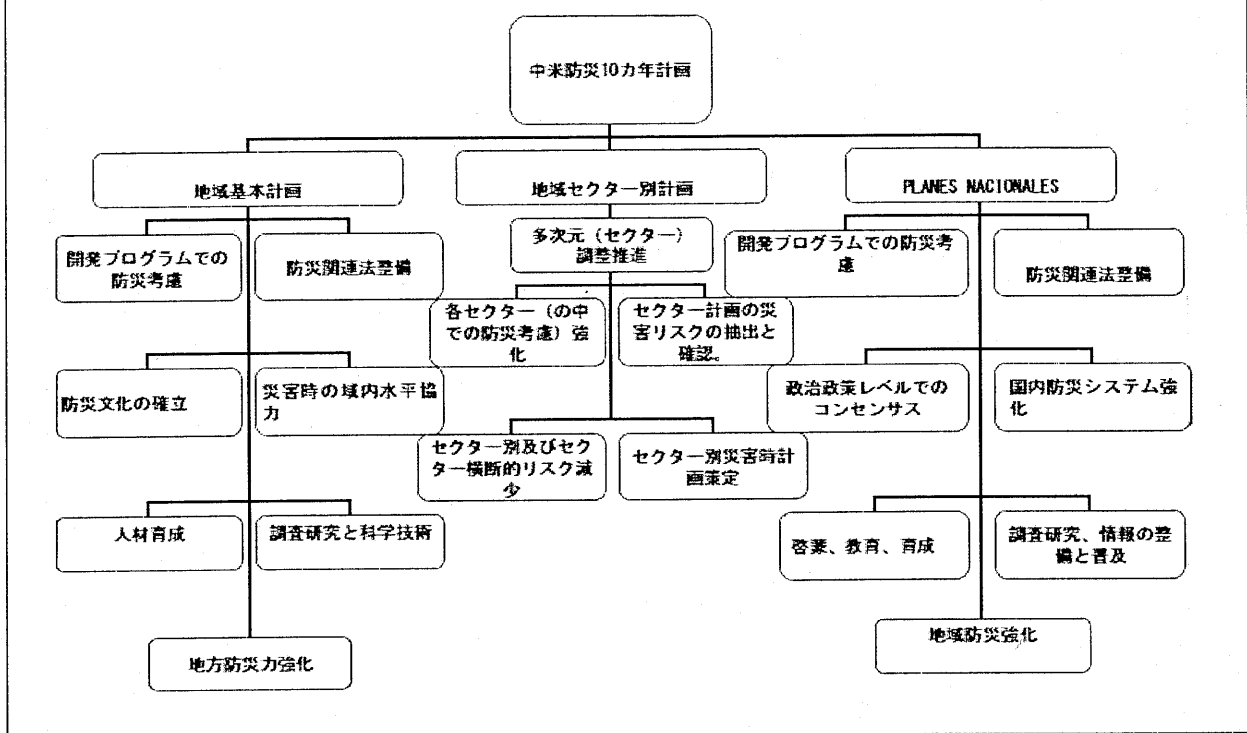 中米防災10カ年計画
地域基本計画
地域セクター別計画
PLANES NACIONALES
開発プログラムでの
防災考慮
防災関連法整備
多次元（セクター）
調整推進
開発プログラムでの防災考
慮
防災関連法整備
各セクター（の中
での防災考慮）強
化
セクター計画の災
害リスクの抽出と
確認。
防災文化の確立
災害時の域内水平協
力
政治政策レベルでの
コンセンサス
国内防災システム強
化
セクター別及びセク
ター横断的リスク減
少
セクター別災害時計
画策定
人材育成
調査研究と科学技術
啓蒙、教育、育成
調査研究、情報の整
備と普及
地方防災力強化
地域防災強化